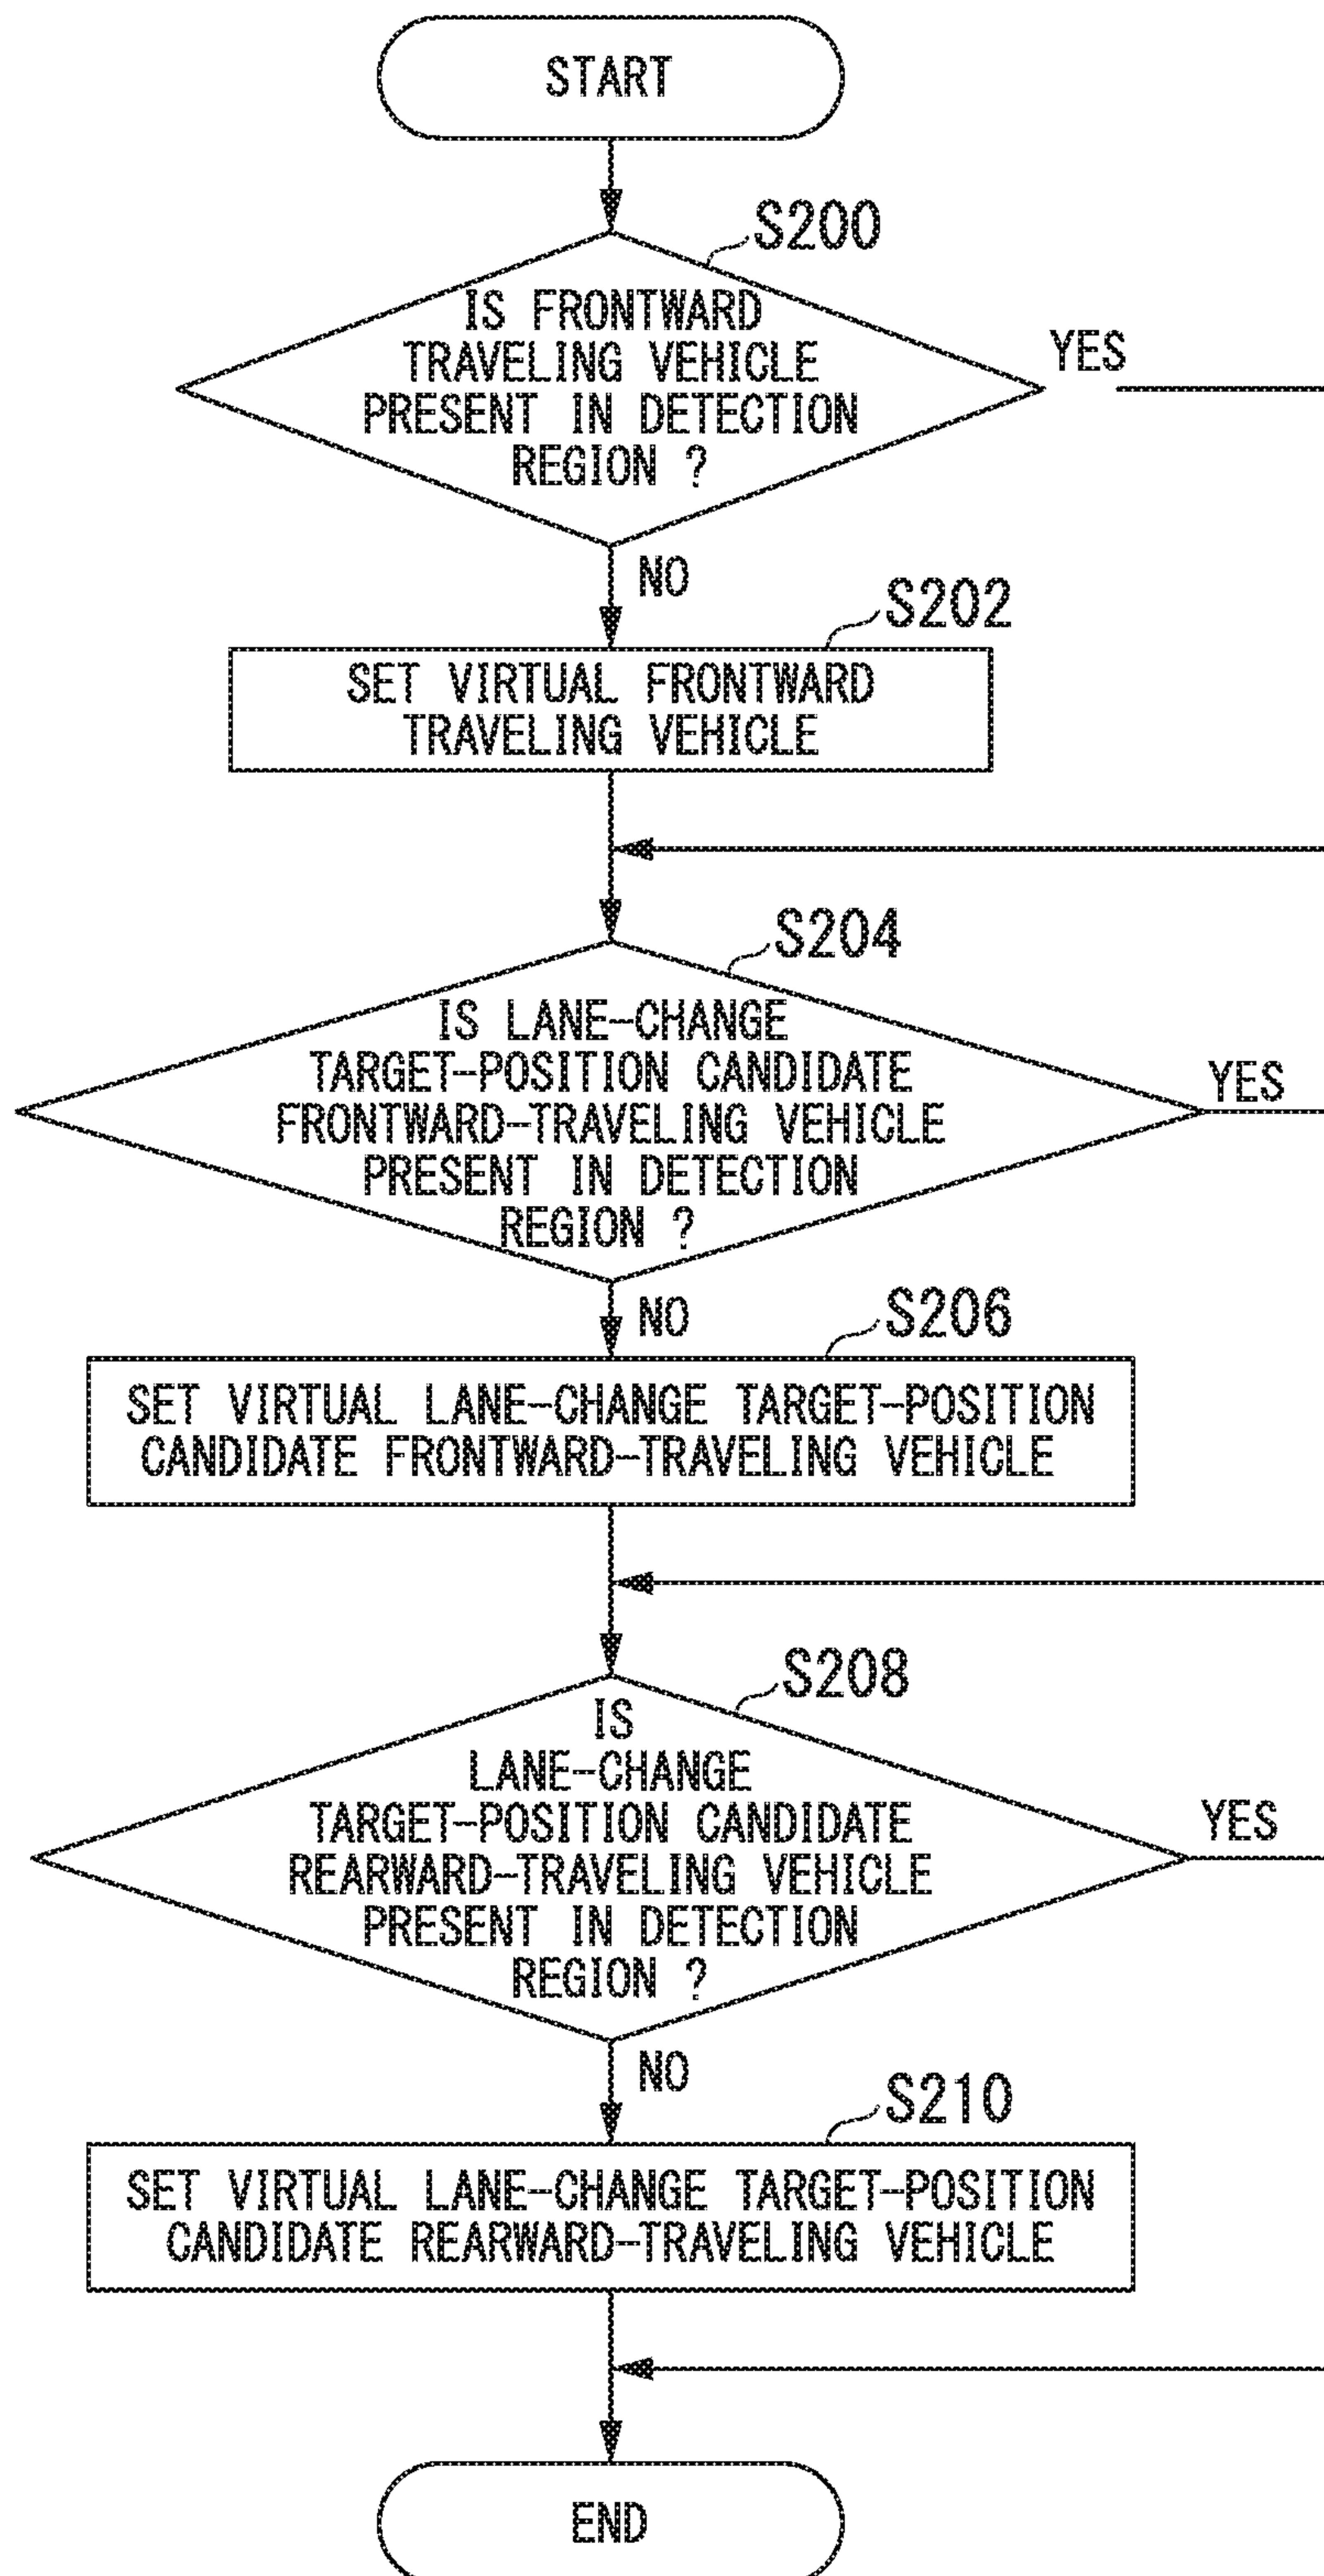 START
S200
IS FRONTWARD
TRAVELING VEHICLE
PRESENT IN DETECTION
REGION ?
YES
NO
S202
SET VIRTUAL FRONTWARD
TRAVELING VEHICLE
S204
IS LANE-CHANGE
TARGET-POSITION CANDIDATE
FRONTWARD-TRAVELING VEHICLE
PRESENT IN DETECTION
REGION ?
YES
NO
S206
SET VIRTUAL LANE-CHANGE TARGET-POSITION
CANDIDATE FRONTWARD-TRAVELING VEHICLE
S208
IS
LANE-CHANGE
TARGET-POSITION CANDIDATE
REARWARD-TRAVELING VEHICLE
PRESENT IN DETECTION
REGION ?
YES
NO
S210
SET VIRTUAL LANE-CHANGE TARGET-POSITION
CANDIDATE REARWARD-TRAVELING VEHICLE
END